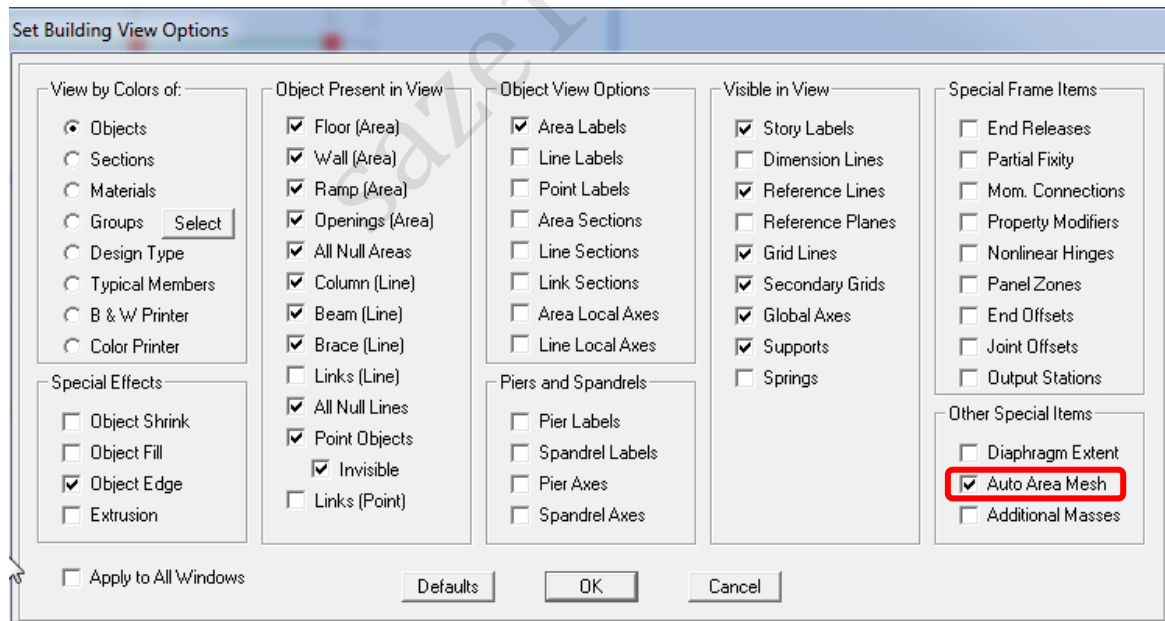 Set Building View Options
View by Colors of:
Objects
Sections
Materials
Groups
Select
Design Type
Typical Members
B & W Printer
Color Printer
Special Effects
Object Shrink
Object Fill
Object Edge
Extrusion
Object Present in View
Floor (Area)
Wall (Area)
Ramp (Area)
Openings (Area)
All Null Areas
Column (Line)
Beam (Line)
Brace (Line)
Links (Line)
All Null Lines
Point Objects
Invisible
Links (Point)
Object View Options
Area Labels
Line Labels
Point Labels
Area Sections
Line Sections
Link Sections
Area Local Axes
Line Local Axes
Piers and Spandrels
Pier Labels
Spandrel Labels
Pier Axes
Spandrel Axes
Visible in View
Story Labels
Dimension Lines
Reference Lines
Reference Planes
Grid Lines
Secondary Grids
Global Axes
Supports
Springs
Special Frame Items
End Releases
Partial Fixity
Mom. Connections
Property Modifiers
Nonlinear Hinges
Panel Zones
End Offsets
Joint Offsets
Output Stations
Other Special Items
Diaphragm Extent
Auto Area Mesh
Additional Masses
Apply to All Windows
Defaults
OK
Cancel